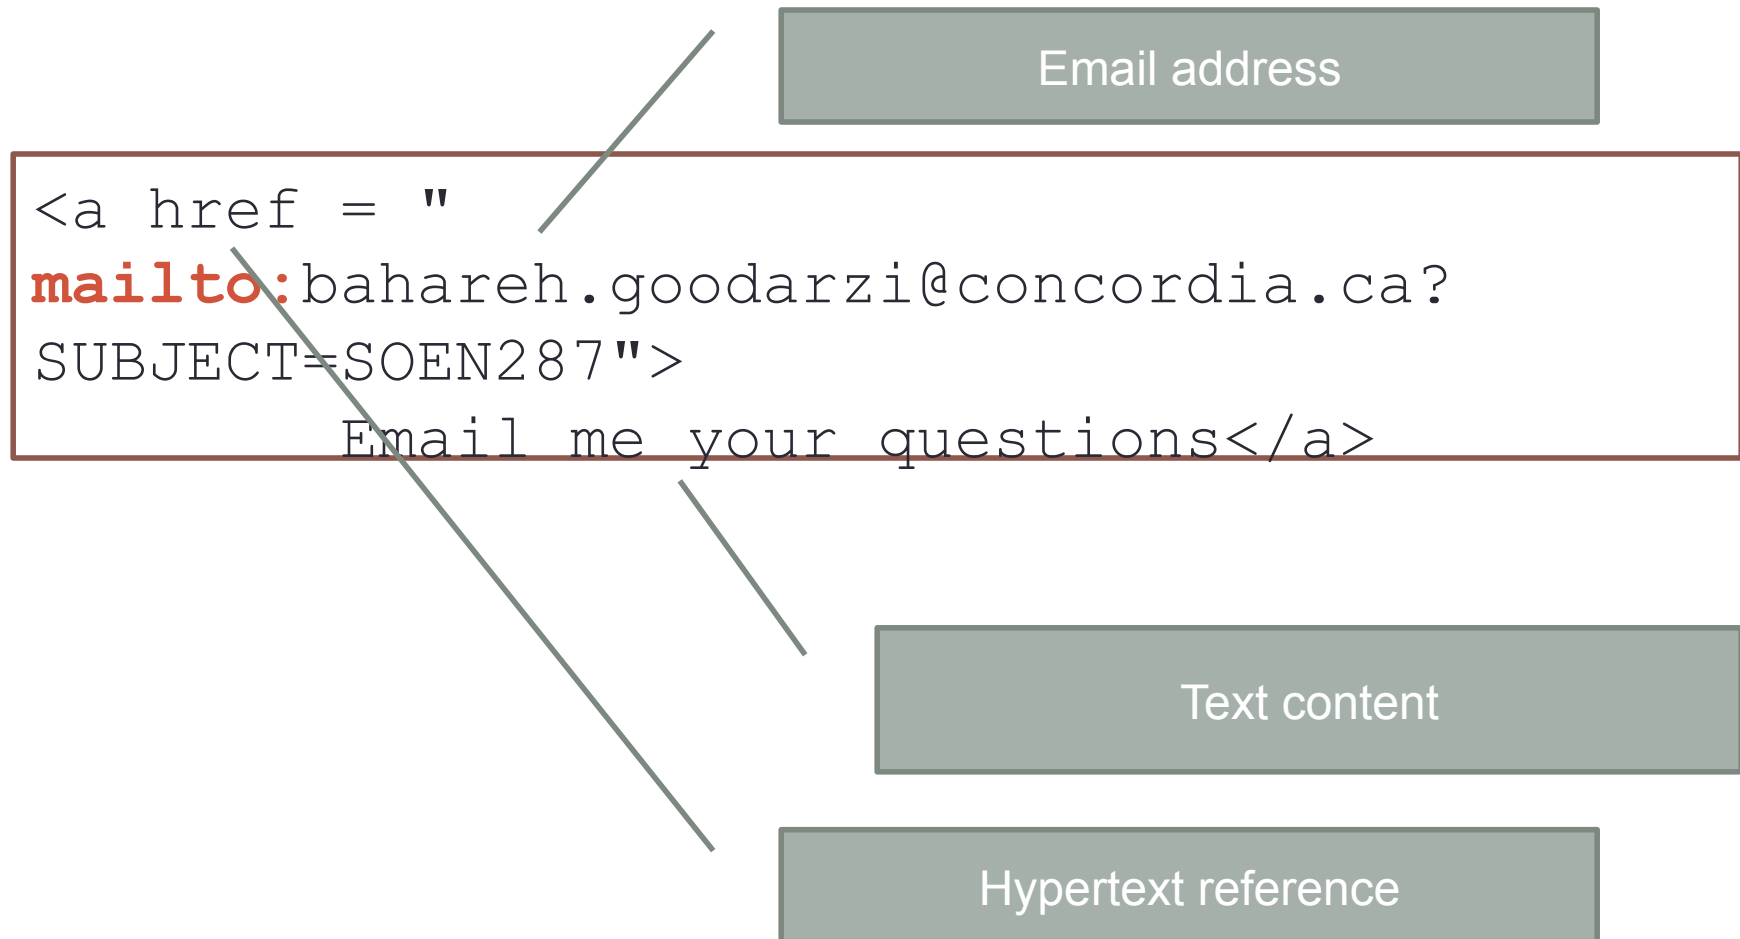 Email address
<a href = "
mailto:bahareh.goodarzi@concordia.ca?
SUBJECT=SOEN287">
Email me your questions</a>
Text content
Hypertext reference